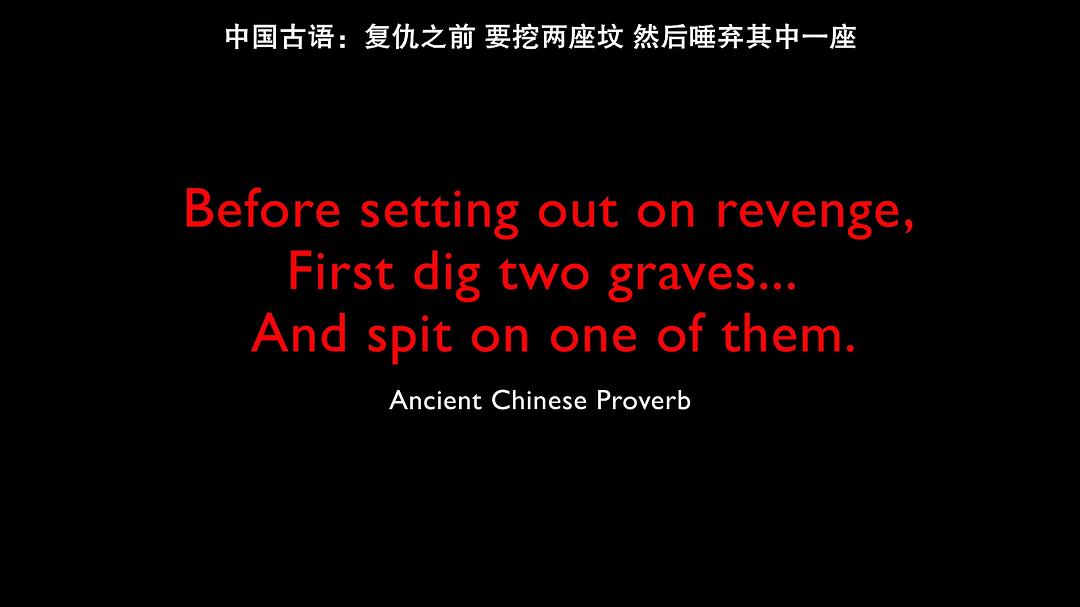 中国古语：复仇之前 要挖两座坟 然后唾弃其中一座
Before setting out on revenge,
First dig two graves...
And spit on one of them.
Ancient Chinese Proverb